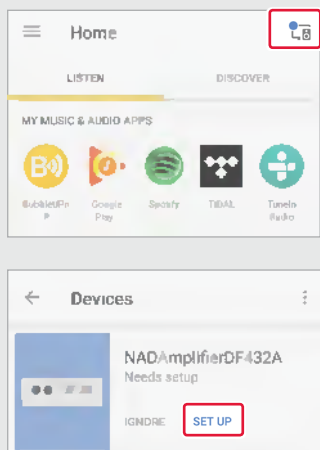 Home
LISTEN DISCOVER
MY MUSIC & AUDIO APPS
BubbleUPn Google Spotify TIDAL TuneIn
P Play Radio
Devices
NADAmplifierDF432A
Needs setup
IGNORE SET UP